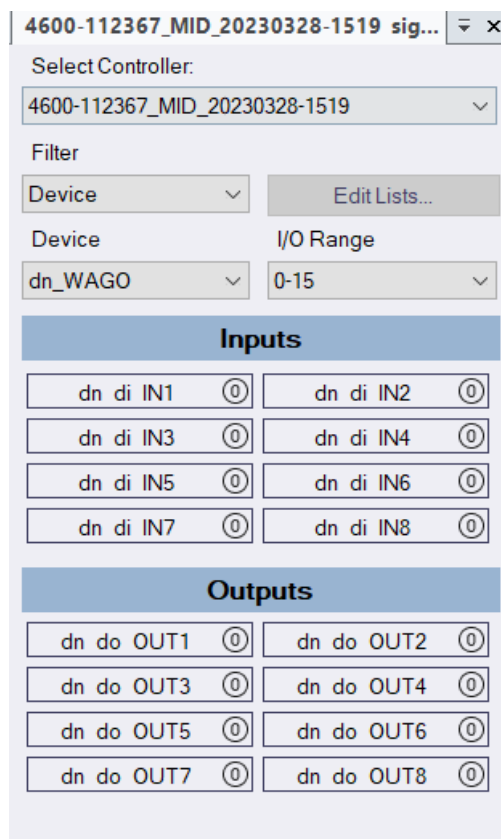 4600-112367_MID_20230328-1519 sig...
Select Controller:
4600-112367_MID_20230328-1519
Filter
Device Edit Lists...
Device I/O Range
dn_WAGO 0-15
Inputs
dn di IN1 0 dn di IN2 0
dn di IN3 0 dn di IN4 0
dn di IN5 0 dn di IN6 0
dn di IN7 0 dn di IN8 0
Outputs
dn do OUT1 0 dn do OUT2 0
dn do OUT3 0 dn do OUT4 0
dn do OUT5 0 dn do OUT6 0
dn do OUT7 0 dn do OUT8 0